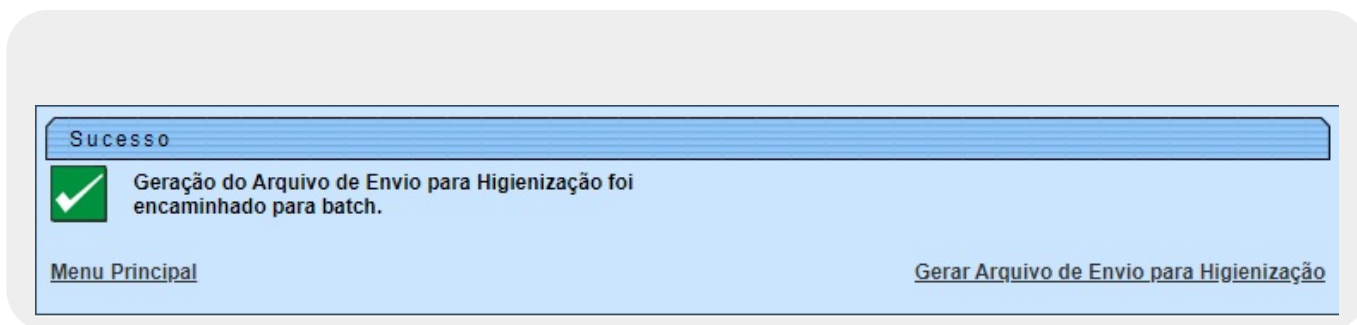 Sucesso
Geração do Arquivo de Envio para Higienização foi
encaminhado para batch.
Menu Principal
Gerar Arquivo de Envio para Higienização